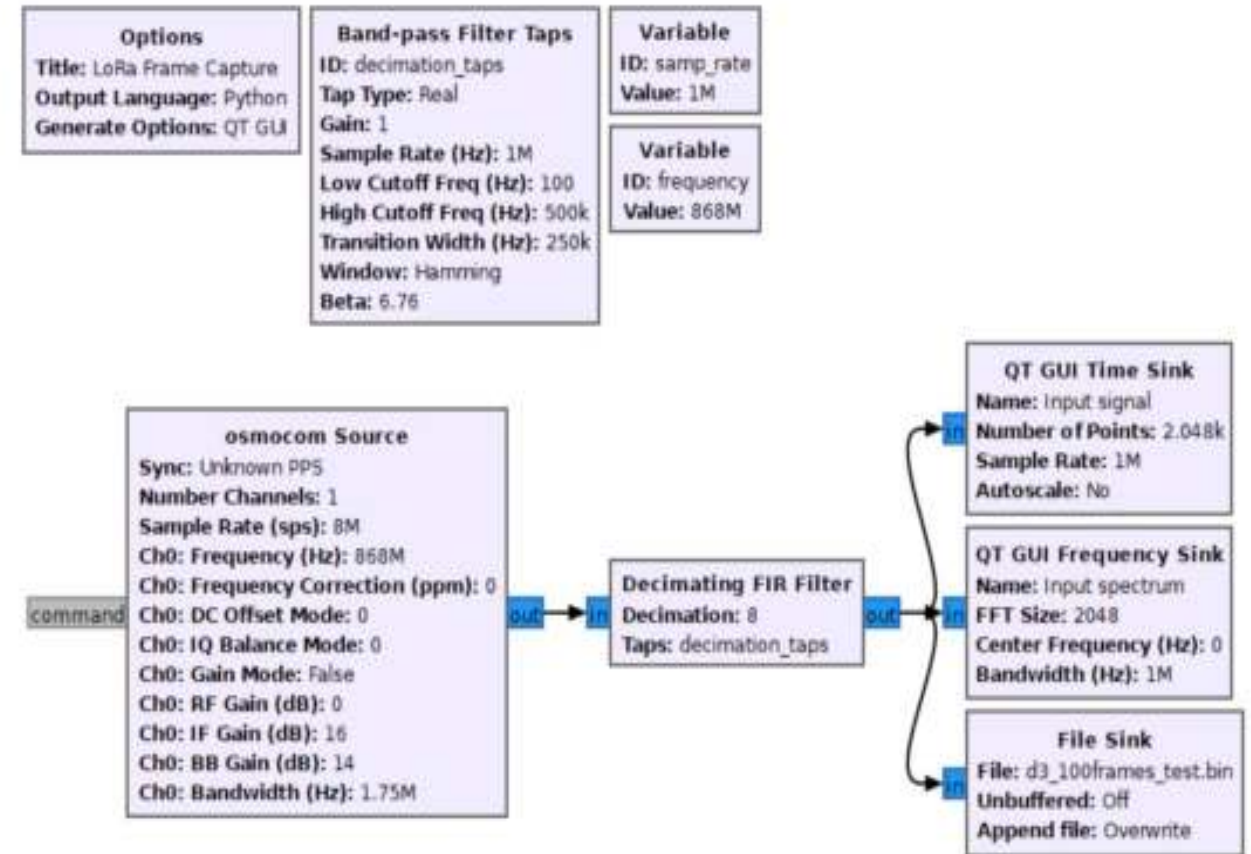 Options
Title: LoRa Frame Capture
Output Language: Python
Generate Options: QT GUI
Band-pass Filter Taps
ID: decimation_taps
Tap Type: Real
Gain: 1
Sample Rate (Hz): 1M
Low Cutoff Freq (Hz): 100
High Cutoff Freq (Hz): 500k
Transition Width (Hz): 250k
Window: Hamming
Beta: 6.76
Variable
ID: samp_rate
Value: 1M
Variable
ID: frequency
Value: 868M
osmocom Source
Sync: Unknown PPS
Number Channels: 1
Sample Rate (sps): 8M
Ch0: Frequency (Hz): 868M
Ch0: Frequency Correction (ppm): 0
Ch0: DC Offset Mode: 0
Ch0: IQ Balance Mode: 0
Ch0: Gain Mode: False
Ch0: RF Gain (dB): 0
Ch0: IF Gain (dB): 16
Ch0: BB Gain (dB): 14
Ch0: Bandwidth (Hz): 1.75M
command
out
in
Decimating FIR Filter
Decimation: 8
Taps: decimation_taps
out
in
QT GUI Time Sink
Name: Input signal
Number of Points: 2.048k
Sample Rate: 1M
Autoscale: No
in
QT GUI Frequency Sink
Name: Input spectrum
FFT Size: 2048
Center Frequency (Hz): 0
Bandwidth (Hz): 1M
in
File Sink
File: d3_100frames_test.bin
Unbuffered: Off
Append file: Overwrite